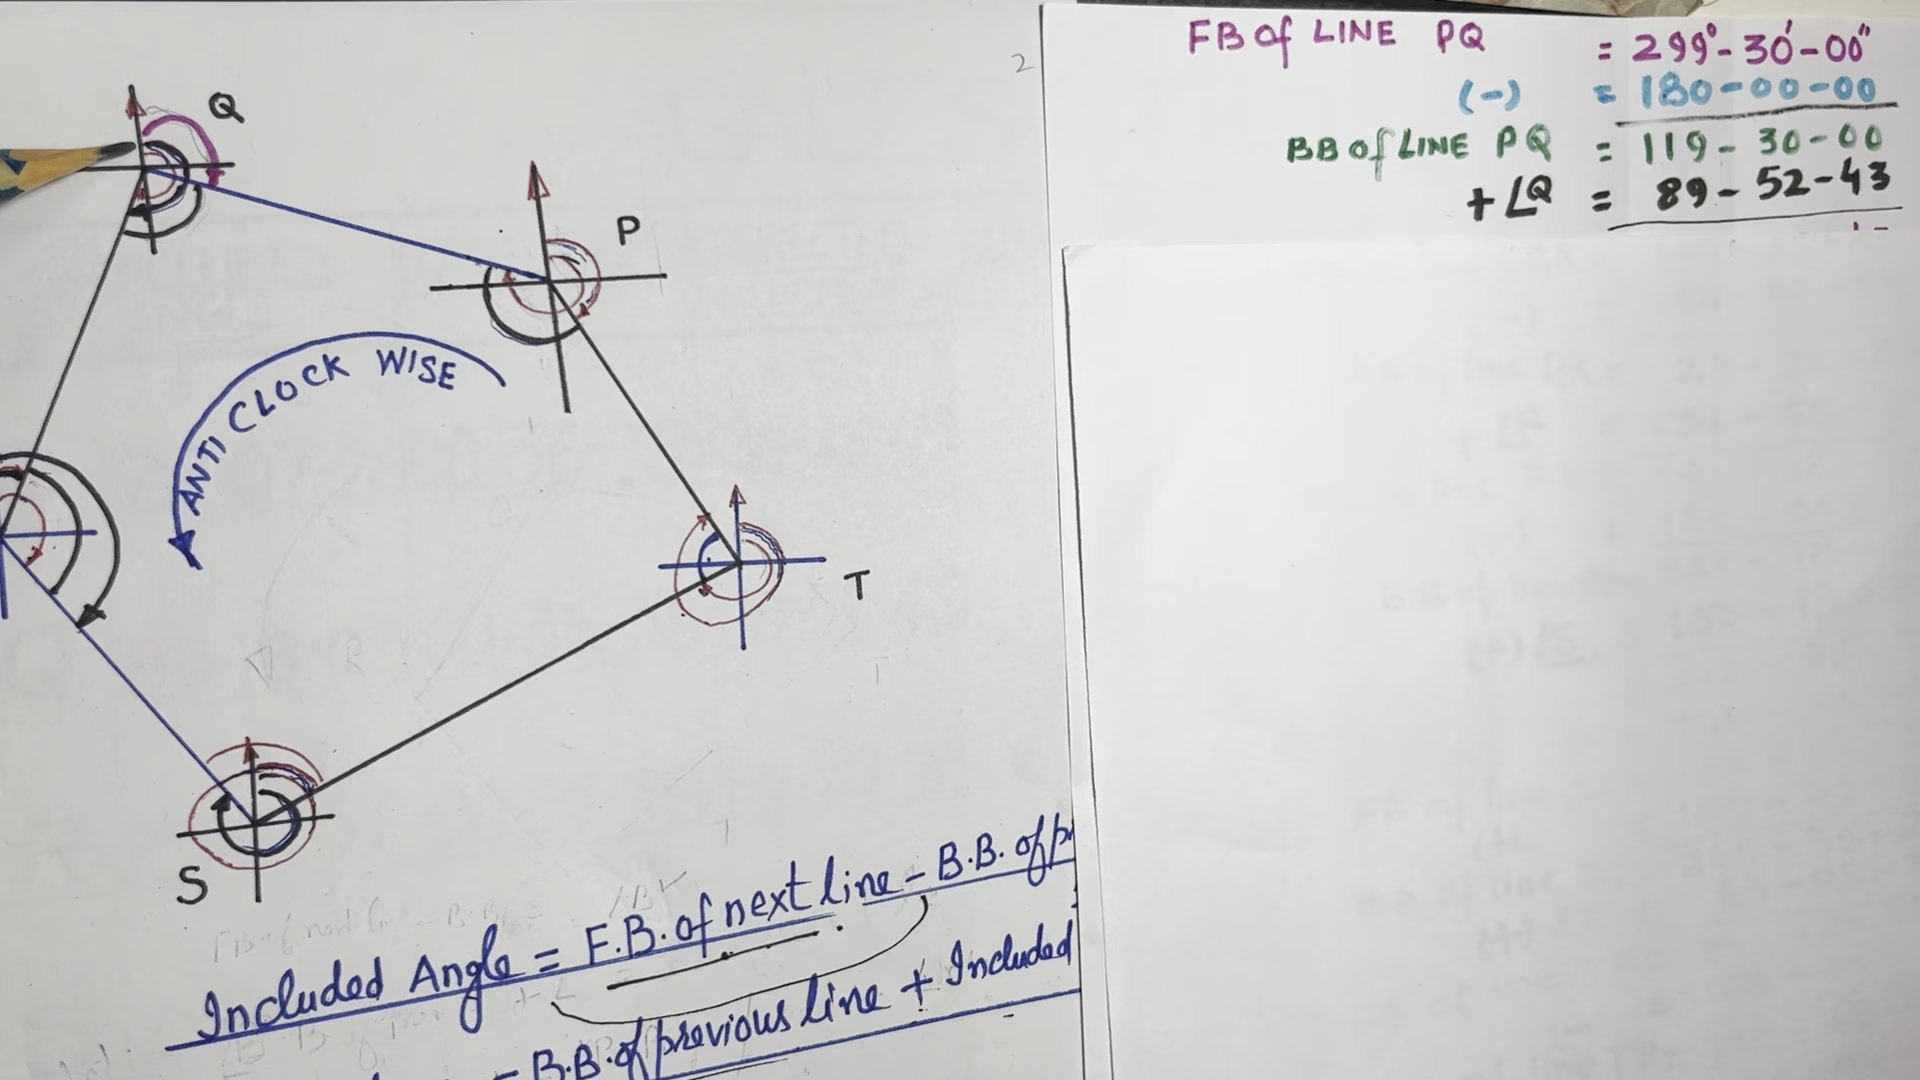 2
FB of LINE PQ = 299°-30'-00"
(-) = 180-00-00
BB of LINE PQ = 119-30-00
+∠Q = 89-52-43
Q
P
ANTI CLOCK WISE
T
S
Included Angle = F.B. of next line - B.B. of
- B.B. of previous line + Included